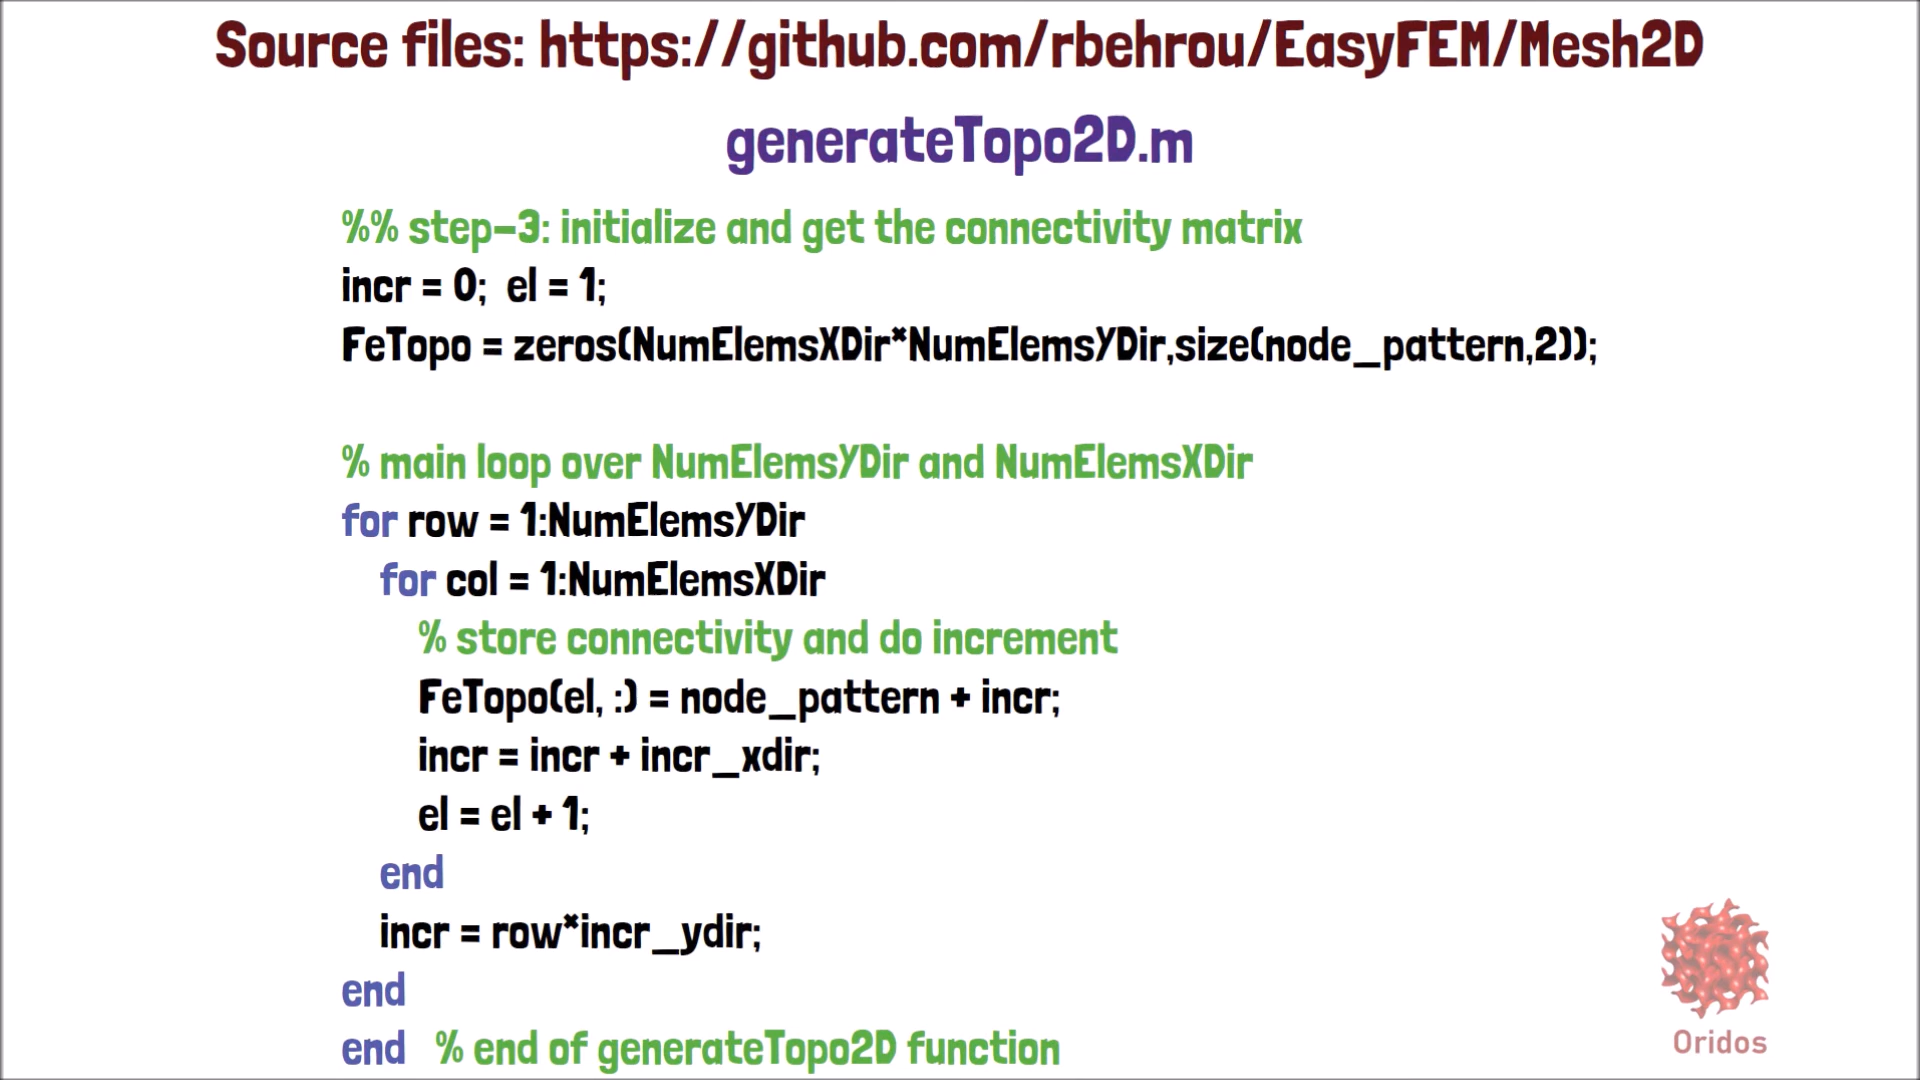 Source files: https://github.com/rbehrou/EasyFEM/Mesh2D
generateTopo2D.m
%% step-3: initialize and get the connectivity matrix
incr = 0;  el = 1;
FeTopo = zeros(NumElemsXDir*NumElemsYDir,size(node_pattern,2));
% main loop over NumElemsYDir and NumElemsXDir
for row = 1:NumElemsYDir
for col = 1:NumElemsXDir
% store connectivity and do increment
FeTopo(el, :) = node_pattern + incr;
incr = incr + incr_xdir;
el = el + 1;
end
incr = row*incr_ydir;
end
end   % end of generateTopo2D function
Oridos